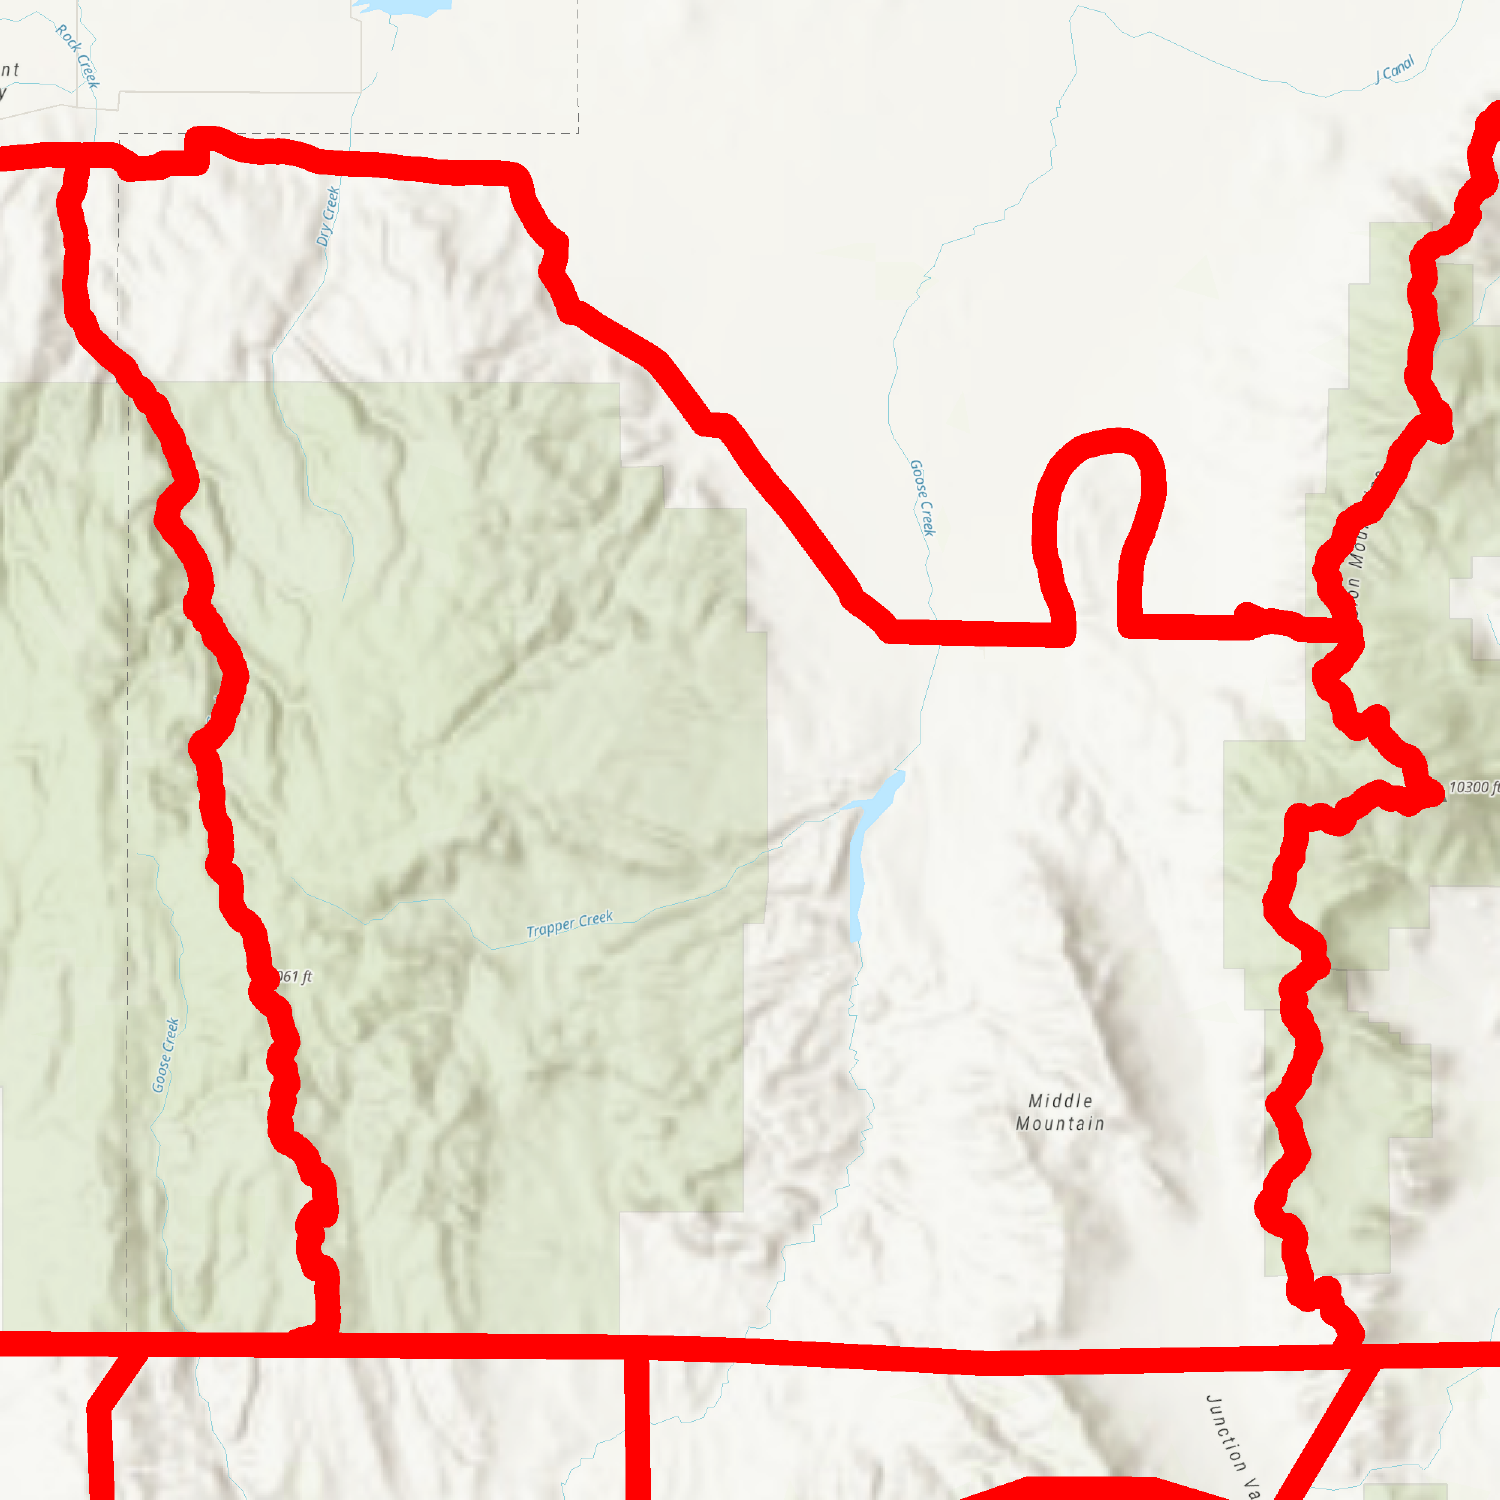 Rock Creek
nt
y
J Canal
Dry Creek
Goose Creek
on Mou
10300 ft
Trapper Creek
061 ft
Goose Creek
Middle
Mountain
Junction Va